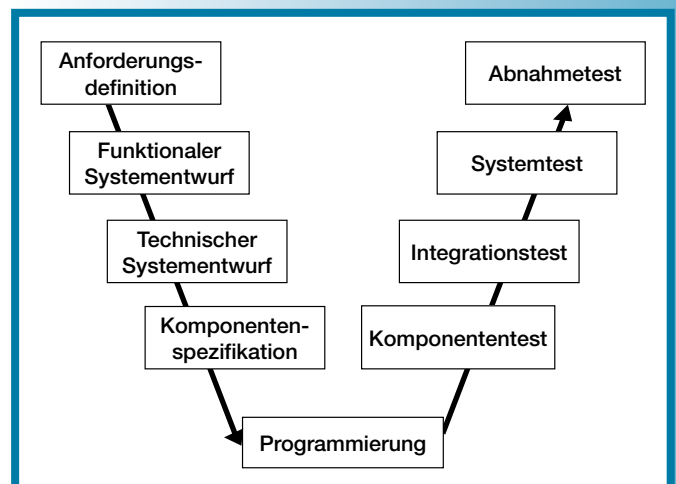 Anforderungs-
definition
Funktionaler
Systementwurf
Technischer
Systementwurf
Komponenten-
spezifikation
Programmierung
Komponententest
Integrationstest
Systemtest
Abnahmetest